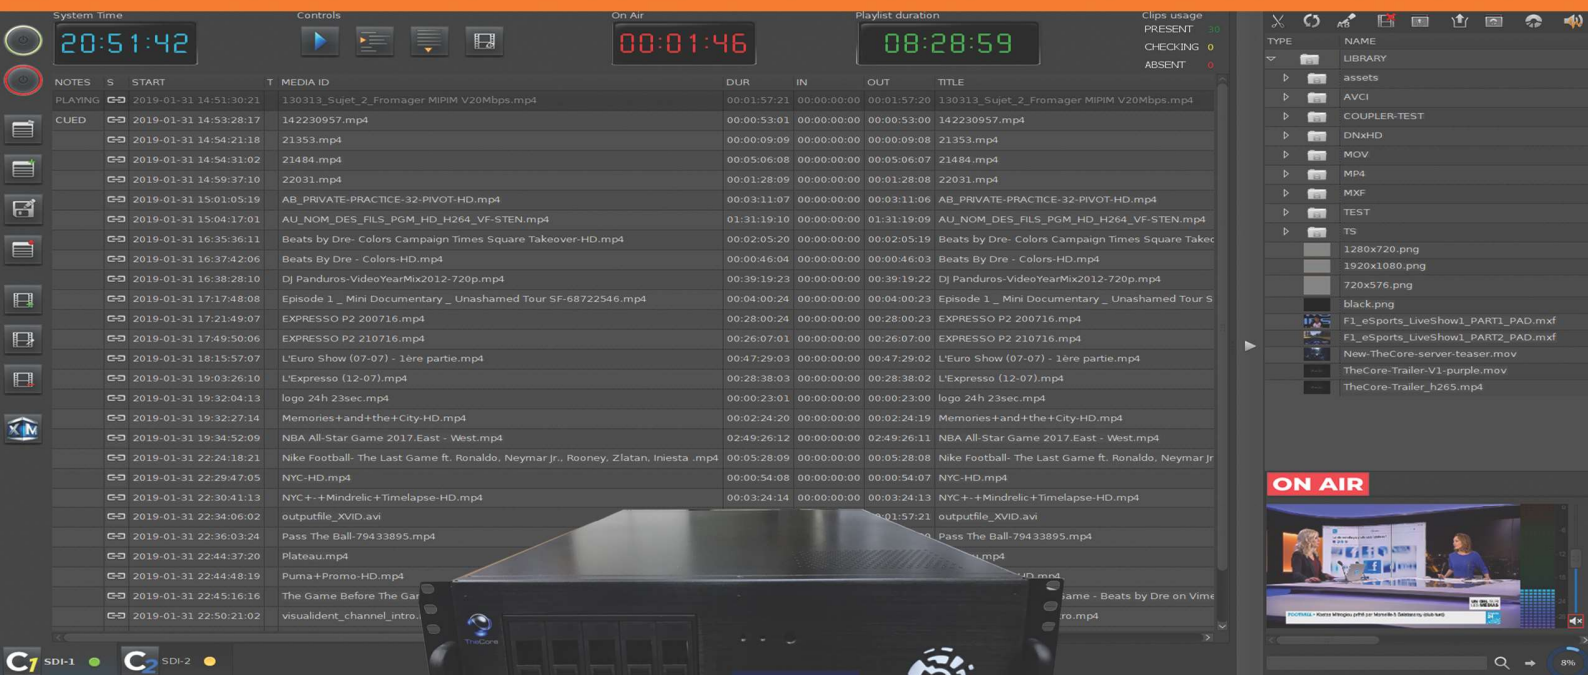 System Time Controls On Air Playlist duration Clips usage
20:51:42 00:01:46 08:28:59
PRESENT 30
CHECKING 0
ABSENT 0
NOTES S START T MEDIA ID DUR IN OUT TITLE
PLAYING 2019-01-31 14:51:30:21 130313_Sujet_2_Fromager MIPIM V20Mbps.mp4 00:01:57:21 00:00:00:00 00:01:57:20 130313_Sujet_2_Fromager MIPIM V20Mbps.mp4
CUED 2019-01-31 14:53:28:17 142230957.mp4 00:00:53:01 00:00:00:00 00:00:53:00 142230957.mp4
2019-01-31 14:54:21:18 21353.mp4 00:00:09:09 00:00:00:00 00:00:09:08 21353.mp4
2019-01-31 14:54:31:02 21484.mp4 00:05:06:08 00:00:00:00 00:05:06:07 21484.mp4
2019-01-31 14:59:37:10 22031.mp4 00:01:28:09 00:00:00:00 00:01:28:08 22031.mp4
2019-01-31 15:01:05:19 AB_PRIVATE-PRACTICE-32-PIVOT-HD.mp4 00:03:11:07 00:00:00:00 00:03:11:06 AB_PRIVATE-PRACTICE-32-PIVOT-HD.mp4
2019-01-31 15:04:17:01 AU_NOM_DES_FILS_PGM_HD_H264_VF-STEN.mp4 01:31:19:10 00:00:00:00 01:31:19:09 AU_NOM_DES_FILS_PGM_HD_H264_VF-STEN.mp4
2019-01-31 16:35:36:11 Beats by Dre- Colors Campaign Times Square Takeover-HD.mp4 00:02:05:20 00:00:00:00 00:02:05:19 Beats by Dre- Colors Campaign Times Square Takeo
2019-01-31 16:37:42:06 Beats By Dre - Colors-HD.mp4 00:00:46:04 00:00:00:00 00:00:46:03 Beats By Dre - Colors-HD.mp4
2019-01-31 16:38:28:10 DJ Panduros-VideoYearMix2012-720p.mp4 00:39:19:23 00:00:00:00 00:39:19:22 DJ Panduros-VideoYearMix2012-720p.mp4
2019-01-31 17:17:48:08 Episode 1 _ Mini Documentary _ Unashamed Tour SF-68722546.mp4 00:04:00:24 00:00:00:00 00:04:00:23 Episode 1 _ Mini Documentary _ Unashamed Tour S
2019-01-31 17:21:49:07 EXPRESSO P2 200716.mp4 00:28:00:24 00:00:00:00 00:28:00:23 EXPRESSO P2 200716.mp4
2019-01-31 17:49:50:06 EXPRESSO P2 210716.mp4 00:26:07:01 00:00:00:00 00:26:07:00 EXPRESSO P2 210716.mp4
2019-01-31 18:15:57:07 L'Euro Show (07-07) - 1ère partie.mp4 00:47:29:03 00:00:00:00 00:47:29:02 L'Euro Show (07-07) - 1ère partie.mp4
2019-01-31 19:03:26:10 L'Expresso (12-07).mp4 00:28:38:03 00:00:00:00 00:28:38:02 L'Expresso (12-07).mp4
2019-01-31 19:32:04:13 logo 24h 23sec.mp4 00:00:23:01 00:00:00:00 00:00:23:00 logo 24h 23sec.mp4
2019-01-31 19:32:27:14 Memories+and+the+City-HD.mp4 00:02:24:20 00:00:00:00 00:02:24:19 Memories+and+the+City-HD.mp4
2019-01-31 19:34:52:09 NBA All-Star Game 2017.East - West.mp4 02:49:26:12 00:00:00:00 02:49:26:11 NBA All-Star Game 2017.East - West.mp4
2019-01-31 22:24:18:21 Nike Football- The Last Game ft. Ronaldo, Neymar Jr., Rooney, Zlatan, Iniesta .mp4 00:05:28:09 00:00:00:00 00:05:28:08 Nike Football- The Last Game ft. Ronaldo, Neymar Jr
2019-01-31 22:29:47:05 NYC-HD.mp4 00:00:54:08 00:00:00:00 00:00:54:07 NYC-HD.mp4
2019-01-31 22:30:41:13 NYC+-+Mindrelic+Timelapse-HD.mp4 00:03:24:14 00:00:00:00 00:03:24:13 NYC+-+Mindrelic+Timelapse-HD.mp4
2019-01-31 22:34:06:02 outputfile_XVID.avi :01:57:21 outputfile_XVID.avi
2019-01-31 22:36:03:24 Pass The Ball-79433895.mp4 Pass The Ball-79433895.mp4
2019-01-31 22:44:37:20 Plateau.mp4 mp4
2019-01-31 22:44:48:19 Puma+Promo-HD.mp4 HD.mp4
2019-01-31 22:45:16:16 The Game Before The Ga ame - Beats by Dre on Vime
2019-01-31 22:50:21:02 visualident_channel_intro. ro.mp4
TYPE NAME
LIBRARY
assets
AVCI
COUPLER-TEST
DNxHD
MOV
MP4
MXF
TEST
TS
1280x720.png
1920x1080.png
720x576.png
black.png
F1_eSports_LiveShow1_PART1_PAD.mxf
F1_eSports_LiveShow1_PART2_PAD.mxf
New-TheCore-server-teaser.mov
TheCore-Trailer-V1-purple.mov
TheCore-Trailer_h265.mp4
ON AIR
XM
TheCore
C1 SDI-1 C2 SDI-2
8%